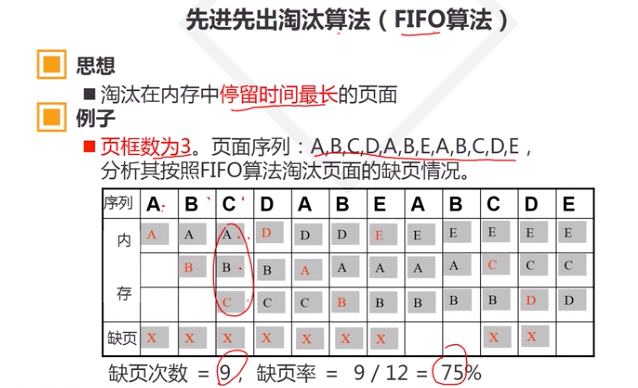 先进先出淘汰算法（FIFO算法）
思想
■ 淘汰在内存中停留时间最长的页面
例子
■ 页框数为3。页面序列：A,B,C,D,A,B,E,A,B,C,D,E，
分析其按照FIFO算法淘汰页面的缺页情况。
序列 A B C D A B E A B C D E
内 A A A D D D E E E E E E
B B B A A A A A C C C
存 C C C B B B B B D D
缺页 X X X X X X X X X
缺页次数 = 9，缺页率 = 9 / 12 = 75%